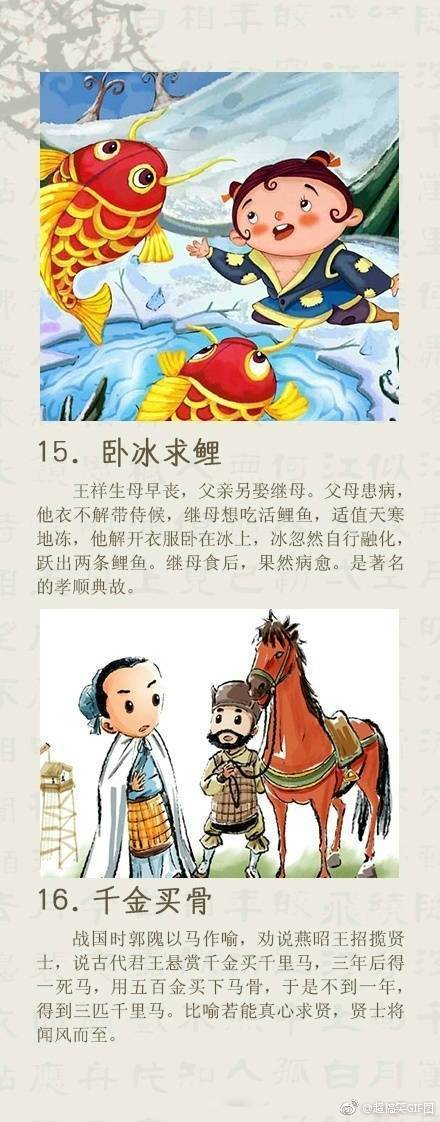 15. 卧冰求鲤
王祥生母早丧，父亲另娶继母。父母患病，
他衣不解带侍候，继母想吃活鲤鱼，适值天寒
地冻，他解开衣服卧在冰上，冰忽然自行融化，
跃出两条鲤鱼。继母食后，果然病愈。是著名
的孝顺典故。
16. 千金买骨
战国时郭隗以马作喻，劝说燕昭王招揽贤
士，说古代君王悬赏千金买千里马，三年后得
一死马，用五百金买下马骨，于是不到一年，
得到三匹千里马。比喻若能真心求贤，贤士将
闻风而至。
@超搞笑GIF图